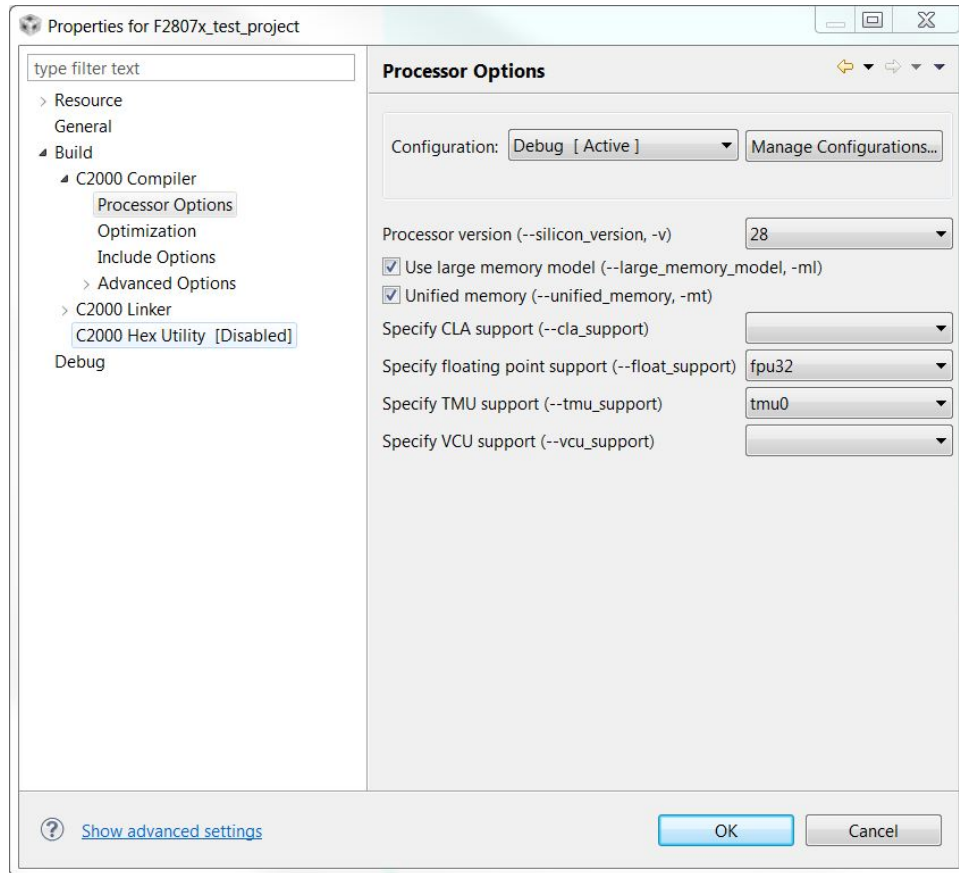 Properties for F2807x_test_project
type filter text
Resource
General
Build
C2000 Compiler
Processor Options
Optimization
Include Options
Advanced Options
C2000 Linker
C2000 Hex Utility [Disabled]
Debug
Processor Options
Configuration: Debug [ Active ] Manage Configurations...
Processor version (--silicon_version, -v) 28
Use large memory model (--large_memory_model, -ml)
Unified memory (--unified_memory, -mt)
Specify CLA support (--cla_support)
Specify floating point support (--float_support) fpu32
Specify TMU support (--tmu_support) tmu0
Specify VCU support (--vcu_support)
Show advanced settings
OK Cancel